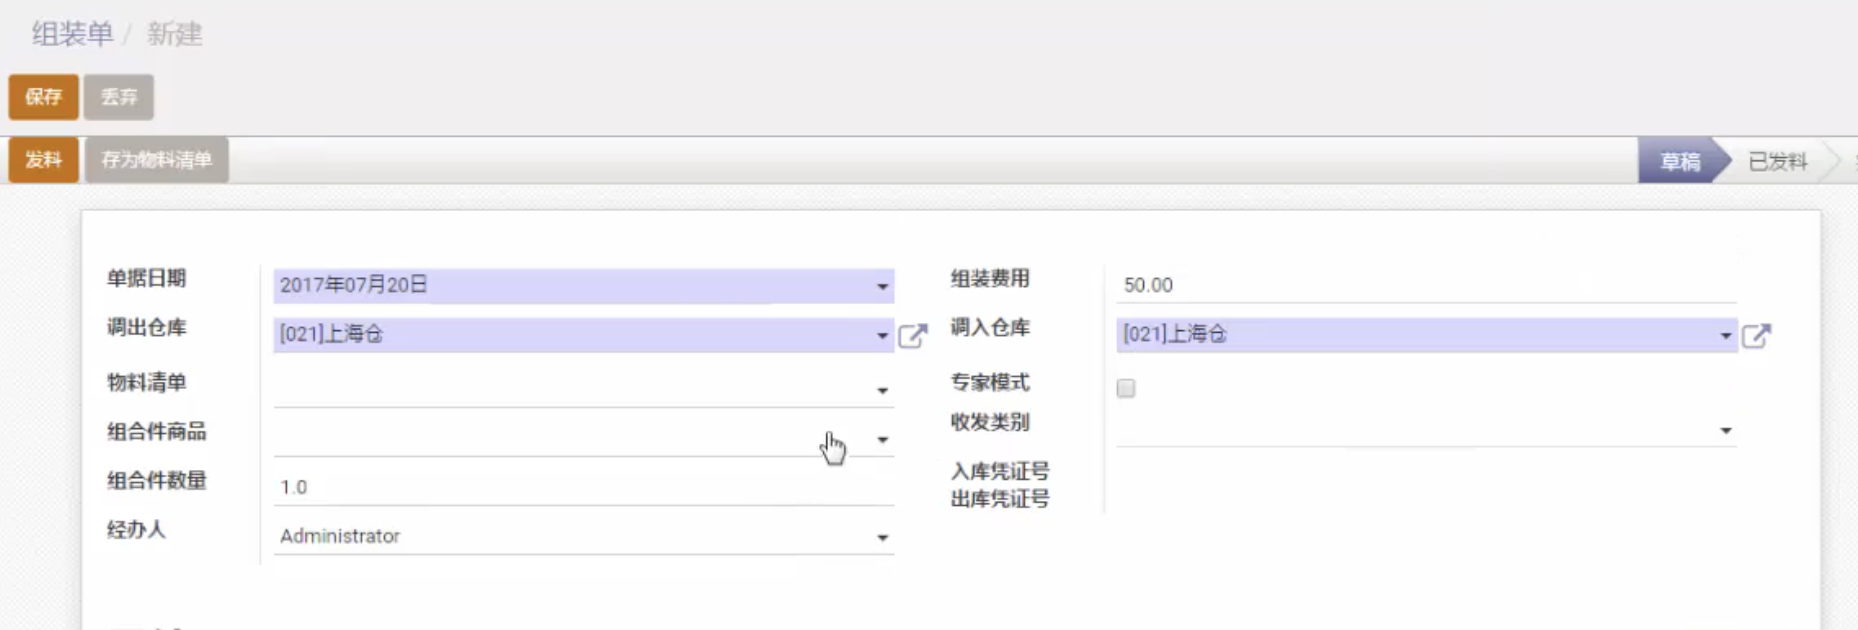 组装单 / 新建
保存 丢弃
发料 存为物料清单 草稿 已发料
单据日期 2017年07月20日 组装费用 50.00
调出仓库 [021]上海仓 调入仓库 [021]上海仓
物料清单 专家模式
组合件商品 收发类别
组合件数量 1.0 入库凭证号
出库凭证号
经办人 Administrator